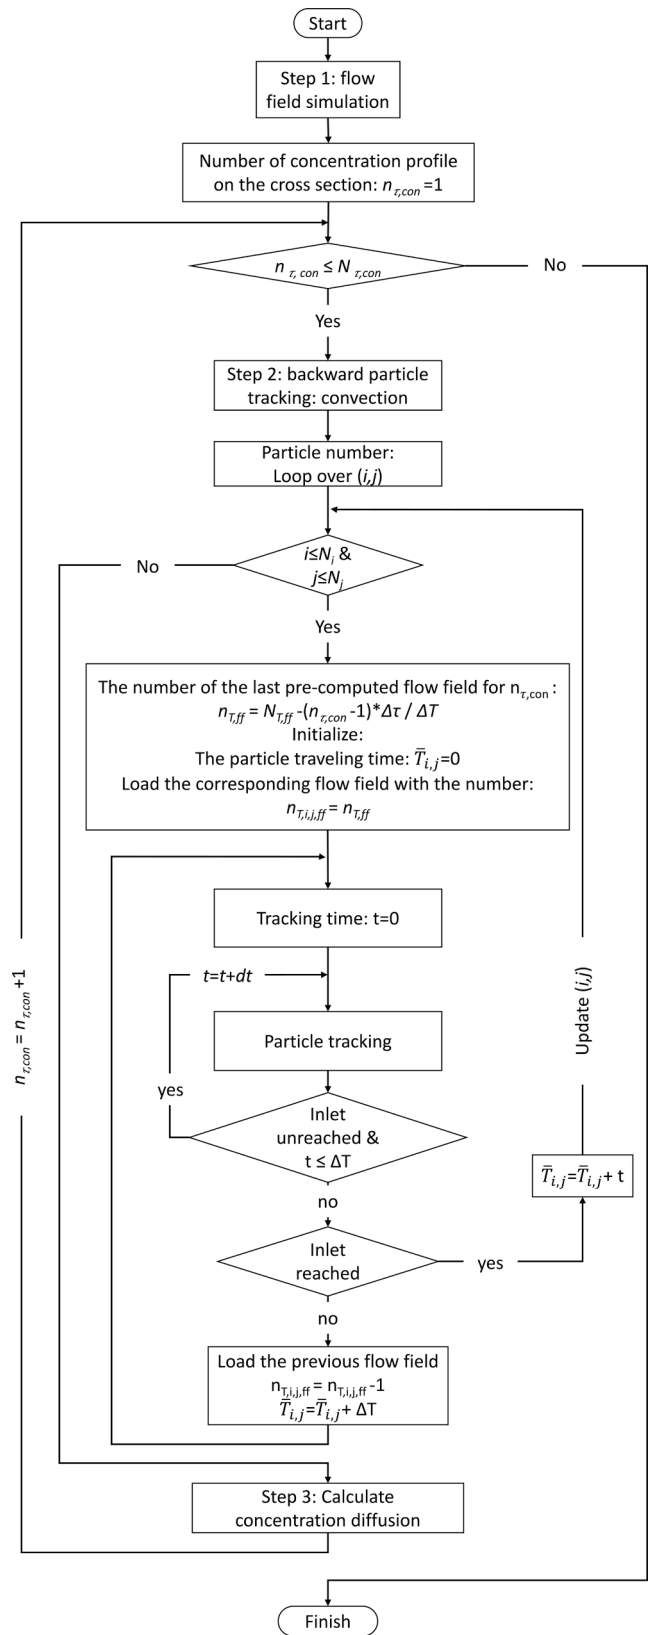 Start
Step 1: flow
field simulation
Number of concentration profile
on the cross section: n τ,con =1
n τ, con ≤ N τ,con
No
Yes
Step 2: backward particle
tracking: convection
Particle number:
Loop over (i,j)
i≤Ni &
j≤Nj
No
Yes
The number of the last pre-computed flow field for nτ,con :
nT,ff = NT,ff -(nτ,con -1)*Δτ / ΔT
Initialize:
The particle traveling time: T̄i,j=0
Load the corresponding flow field with the number:
nT,i,j,ff = nT,ff
Tracking time: t=0
t=t+dt
Particle tracking
yes
Inlet
unreached &
t ≤ ΔT
no
Inlet
reached
yes
T̄i,j=T̄i,j+ t
Update (i,j)
no
Load the previous flow field
nT,i,j,ff = nT,i,j,ff -1
T̄i,j=T̄i,j+ ΔT
nτ,con = nτ,con +1
Step 3: Calculate
concentration diffusion
Finish